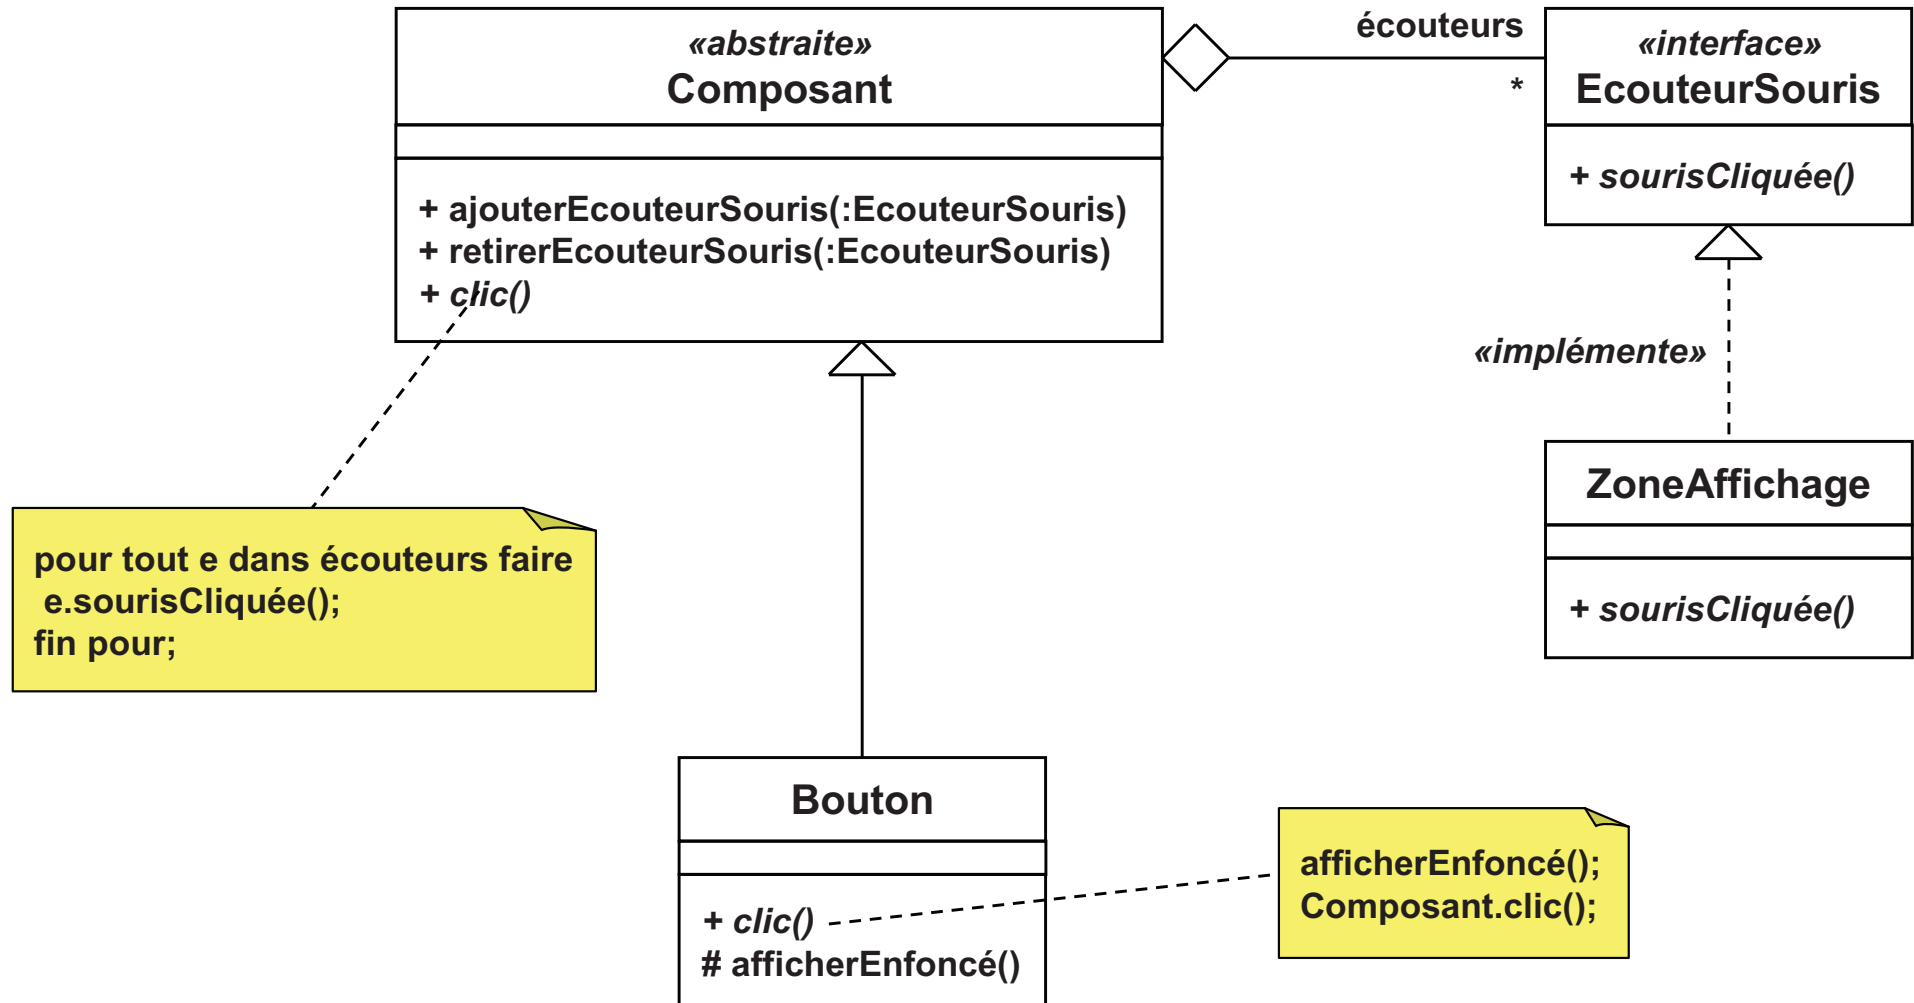 «abstraite»
Composant
+ ajouterEcouteurSouris(:EcouteurSouris)
+ retirerEcouteurSouris(:EcouteurSouris)
+ clic()
écouteurs
*
«interface»
EcouteurSouris
+ sourisCliquée()
«implémente»
ZoneAffichage
+ sourisCliquée()
pour tout e dans écouteurs faire
e.sourisCliquée();
fin pour;
Bouton
+ clic()
# afficherEnfoncé()
afficherEnfoncé();
Composant.clic();